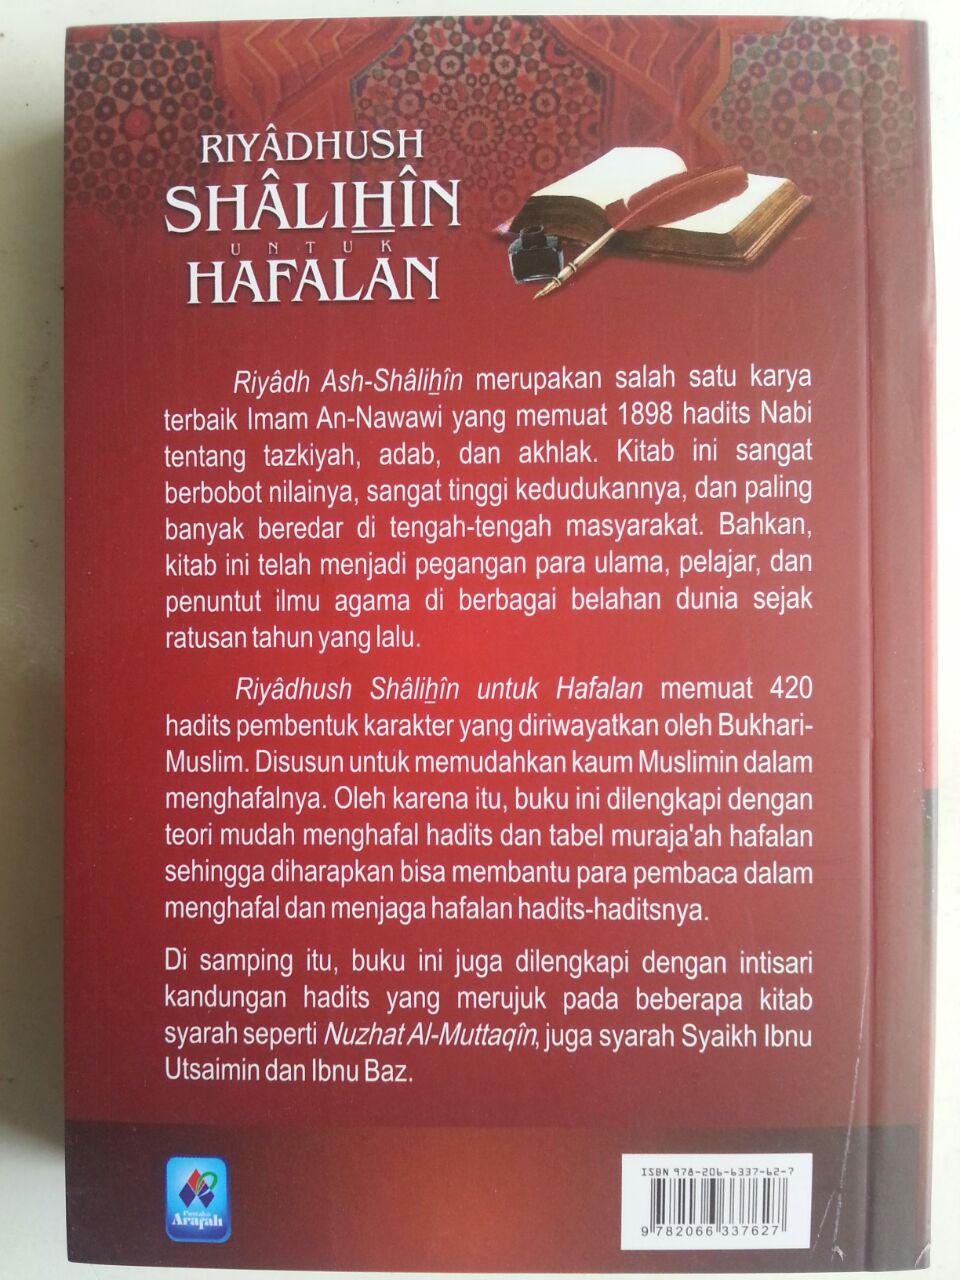 RIYÂDHUSH
SHÂLIH̱ÎN
UNTUK
HAFALAN
Riyâdh Ash-Shâliẖîn merupakan salah satu karya
terbaik Imam An-Nawawi yang memuat 1898 hadits Nabi
tentang tazkiyah, adab, dan akhlak. Kitab ini sangat
berbobot nilainya, sangat tinggi kedudukannya, dan paling
banyak beredar di tengah-tengah masyarakat. Bahkan,
kitab ini telah menjadi pegangan para ulama, pelajar, dan
penuntut ilmu agama di berbagai belahan dunia sejak
ratusan tahun yang lalu.
Riyâdhush Shâliẖîn untuk Hafalan memuat 420
hadits pembentuk karakter yang diriwayatkan oleh Bukhari-
Muslim. Disusun untuk memudahkan kaum Muslimin dalam
menghafalnya. Oleh karena itu, buku ini dilengkapi dengan
teori mudah menghafal hadits dan tabel muraja'ah hafalan
sehingga diharapkan bisa membantu para pembaca dalam
menghafal dan menjaga hafalan hadits-haditsnya.
Di samping itu, buku ini juga dilengkapi dengan intisari
kandungan hadits yang merujuk pada beberapa kitab
syarah seperti Nuzhat Al-Muttaqîn, juga syarah Syaikh Ibnu
Utsaimin dan Ibnu Baz.
Pustaka
Arafah
ISBN 978-206-6337-62-7
9 782066 337627